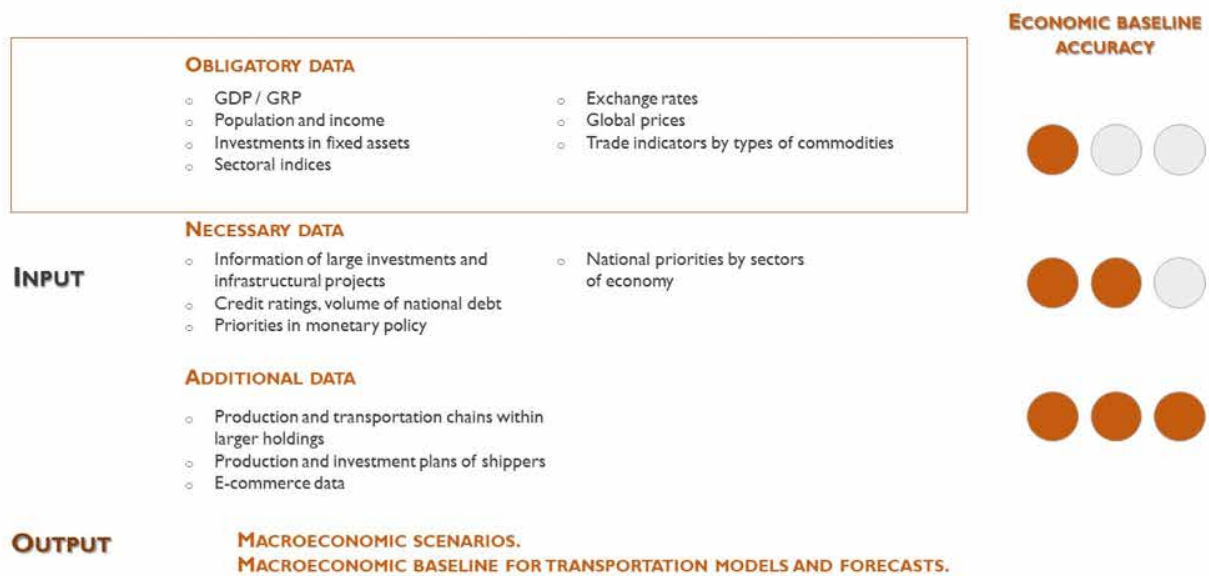 ECONOMIC BASELINE
ACCURACY
OBLIGATORY DATA
GDP / GRP
Population and income
Investments in fixed assets
Sectoral indices
Exchange rates
Global prices
Trade indicators by types of commodities
INPUT
NECESSARY DATA
Information of large investments and
infrastructural projects
Credit ratings, volume of national debt
Priorities in monetary policy
National priorities by sectors
of economy
ADDITIONAL DATA
Production and transportation chains within
larger holdings
Production and investment plans of shippers
E-commerce data
OUTPUT
MACROECONOMIC SCENARIOS.
MACROECONOMIC BASELINE FOR TRANSPORTATION MODELS AND FORECASTS.